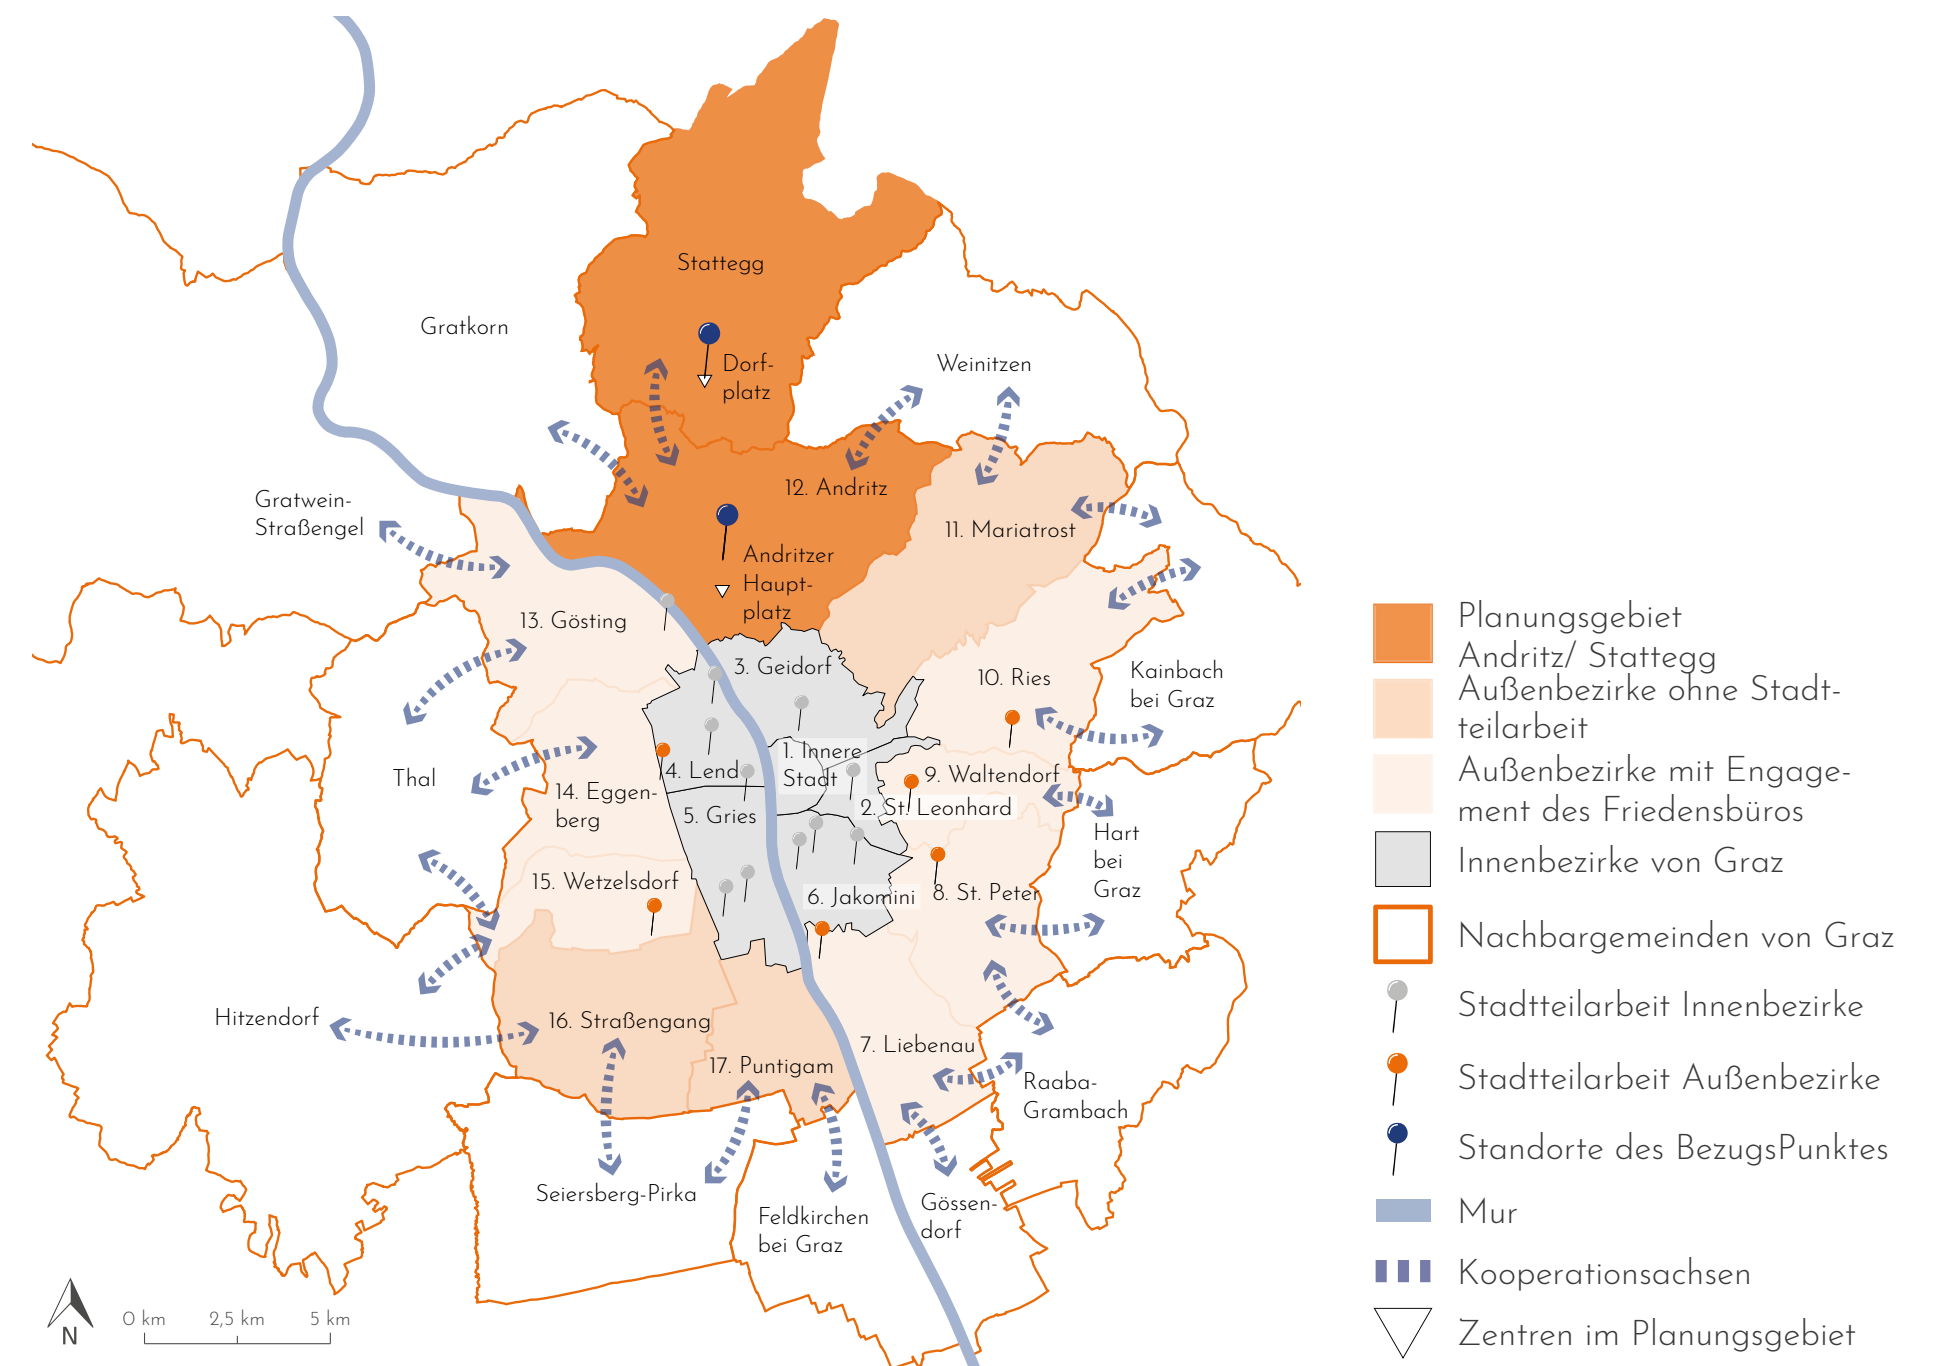 Stattegg
Gratkorn
Dorf-
platz
Weinitzen
12. Andritz
Gratwein-
Straßengel
11. Mariatrost
Andritzer
Haupt-
platz
13. Gösting
3. Geidorf
10. Ries
Kainbach
bei Graz
1. Innere
Stadt
4. Lend
Thal
9. Waltendorf
14. Eggen-
berg
2. St. Leonhard
5. Gries
Hart
bei
Graz
15. Wetzelsdorf
6. Jakomini
8. St. Peter
Hitzendorf
16. Straßengang
7. Liebenau
17. Puntigam
Raaba-
Grambach
Seiersberg-Pirka
Feldkirchen
bei Graz
Gössen-
dorf
N
0 km
2,5 km
5 km
Planungsgebiet
Andritz/ Stattegg
Außenbezirke ohne Stadt-
teilarbeit
Außenbezirke mit Engage-
ment des Friedensbüros
Innenbezirke von Graz
Nachbargemeinden von Graz
Stadtteilarbeit Innenbezirke
Stadtteilarbeit Außenbezirke
Standorte des BezugsPunktes
Mur
Kooperationsachsen
Zentren im Planungsgebiet